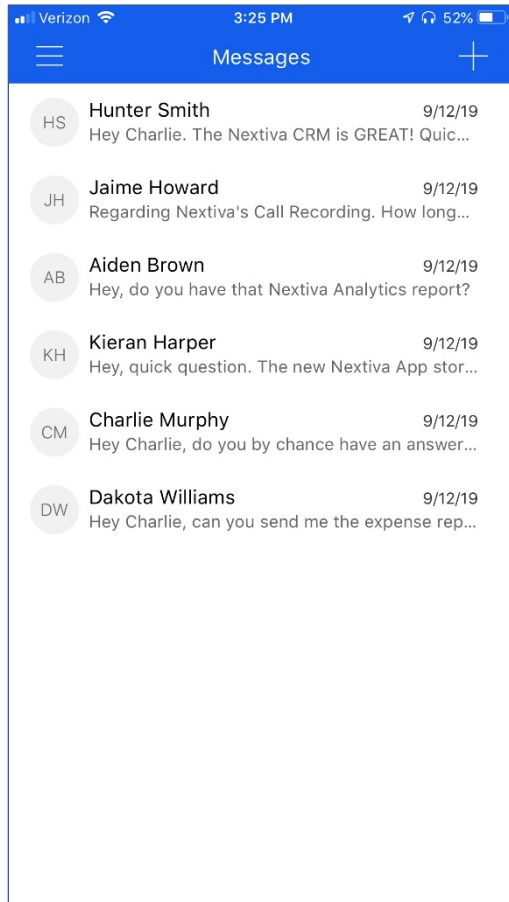 Verizon 3:25 PM 52%
Messages
HS Hunter Smith 9/12/19
Hey Charlie. The Nextiva CRM is GREAT! Quic...
JH Jaime Howard 9/12/19
Regarding Nextiva's Call Recording. How long...
AB Aiden Brown 9/12/19
Hey, do you have that Nextiva Analytics report?
KH Kieran Harper 9/12/19
Hey, quick question. The new Nextiva App stor...
CM Charlie Murphy 9/12/19
Hey Charlie, do you by chance have an answer...
DW Dakota Williams 9/12/19
Hey Charlie, can you send me the expense rep...